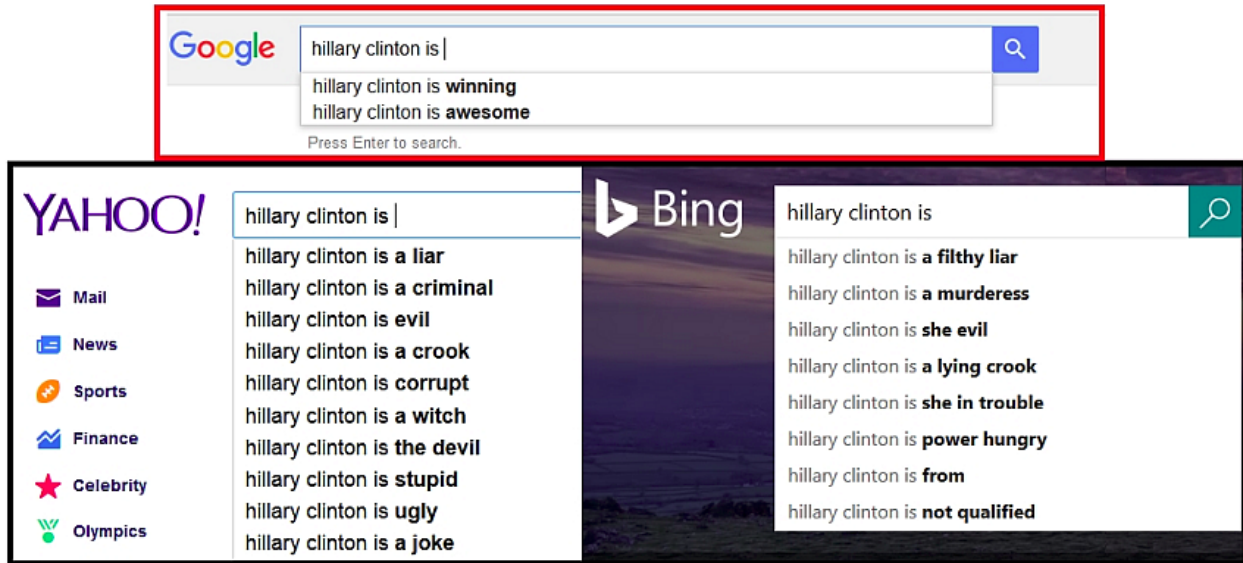 Google
hillary clinton is
hillary clinton is winning
hillary clinton is awesome
Press Enter to search.
YAHOO!
hillary clinton is
hillary clinton is a liar
hillary clinton is a criminal
hillary clinton is evil
hillary clinton is a crook
hillary clinton is corrupt
hillary clinton is a witch
hillary clinton is the devil
hillary clinton is stupid
hillary clinton is ugly
hillary clinton is a joke
Mail
News
Sports
Finance
Celebrity
Olympics
Bing
hillary clinton is
hillary clinton is a filthy liar
hillary clinton is a murderess
hillary clinton is she evil
hillary clinton is a lying crook
hillary clinton is she in trouble
hillary clinton is power hungry
hillary clinton is from
hillary clinton is not qualified